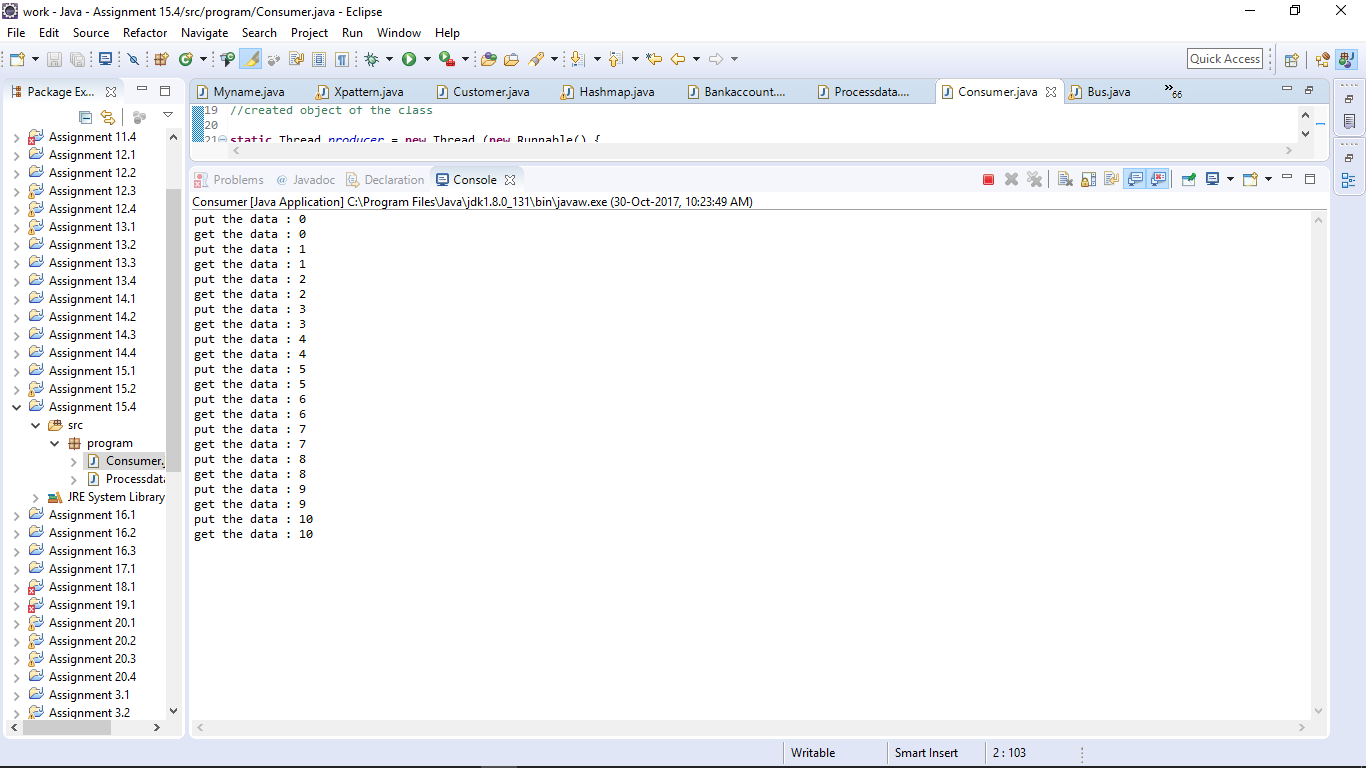 work - Java - Assignment 15.4/src/program/Consumer.java - Eclipse
File Edit Source Refactor Navigate Search Project Run Window Help
Quick Access
Package Ex...
Myname.java Xpattern.java Customer.java Hashmap.java Bankaccount.... Processdata.... Consumer.java Bus.java »66
19 //created object of the class
20
21 static Thread producer = new Thread (new Runnable() {
Assignment 11.4
Assignment 12.1
Assignment 12.2
Assignment 12.3
Assignment 12.4
Assignment 13.1
Assignment 13.2
Assignment 13.3
Assignment 13.4
Assignment 14.1
Assignment 14.2
Assignment 14.3
Assignment 14.4
Assignment 15.1
Assignment 15.2
Assignment 15.4
src
program
Consumer.j
Processdata
JRE System Library
Assignment 16.1
Assignment 16.2
Assignment 16.3
Assignment 17.1
Assignment 18.1
Assignment 19.1
Assignment 20.1
Assignment 20.2
Assignment 20.3
Assignment 20.4
Assignment 3.1
Assignment 3.2
Problems @ Javadoc Declaration Console
Consumer [Java Application] C:\Program Files\Java\jdk1.8.0_131\bin\javaw.exe (30-Oct-2017, 10:23:49 AM)
put the data : 0
get the data : 0
put the data : 1
get the data : 1
put the data : 2
get the data : 2
put the data : 3
get the data : 3
put the data : 4
get the data : 4
put the data : 5
get the data : 5
put the data : 6
get the data : 6
put the data : 7
get the data : 7
put the data : 8
get the data : 8
put the data : 9
get the data : 9
put the data : 10
get the data : 10
Writable Smart Insert 2 : 103